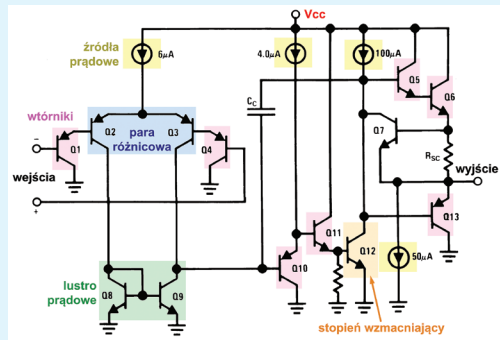 Vcc
źródła
prądowe
6μA
4.0μA
100μA
Q5
Q6
Cc
wtórniki
Q2
para
różnicowa
Q3
Q7
Q1
Q4
RSC
wejścia
wyjście
–
+
Q11
Q12
Q13
lustro
prądowe
Q8
Q9
Q10
50μA
stopień wzmacniający